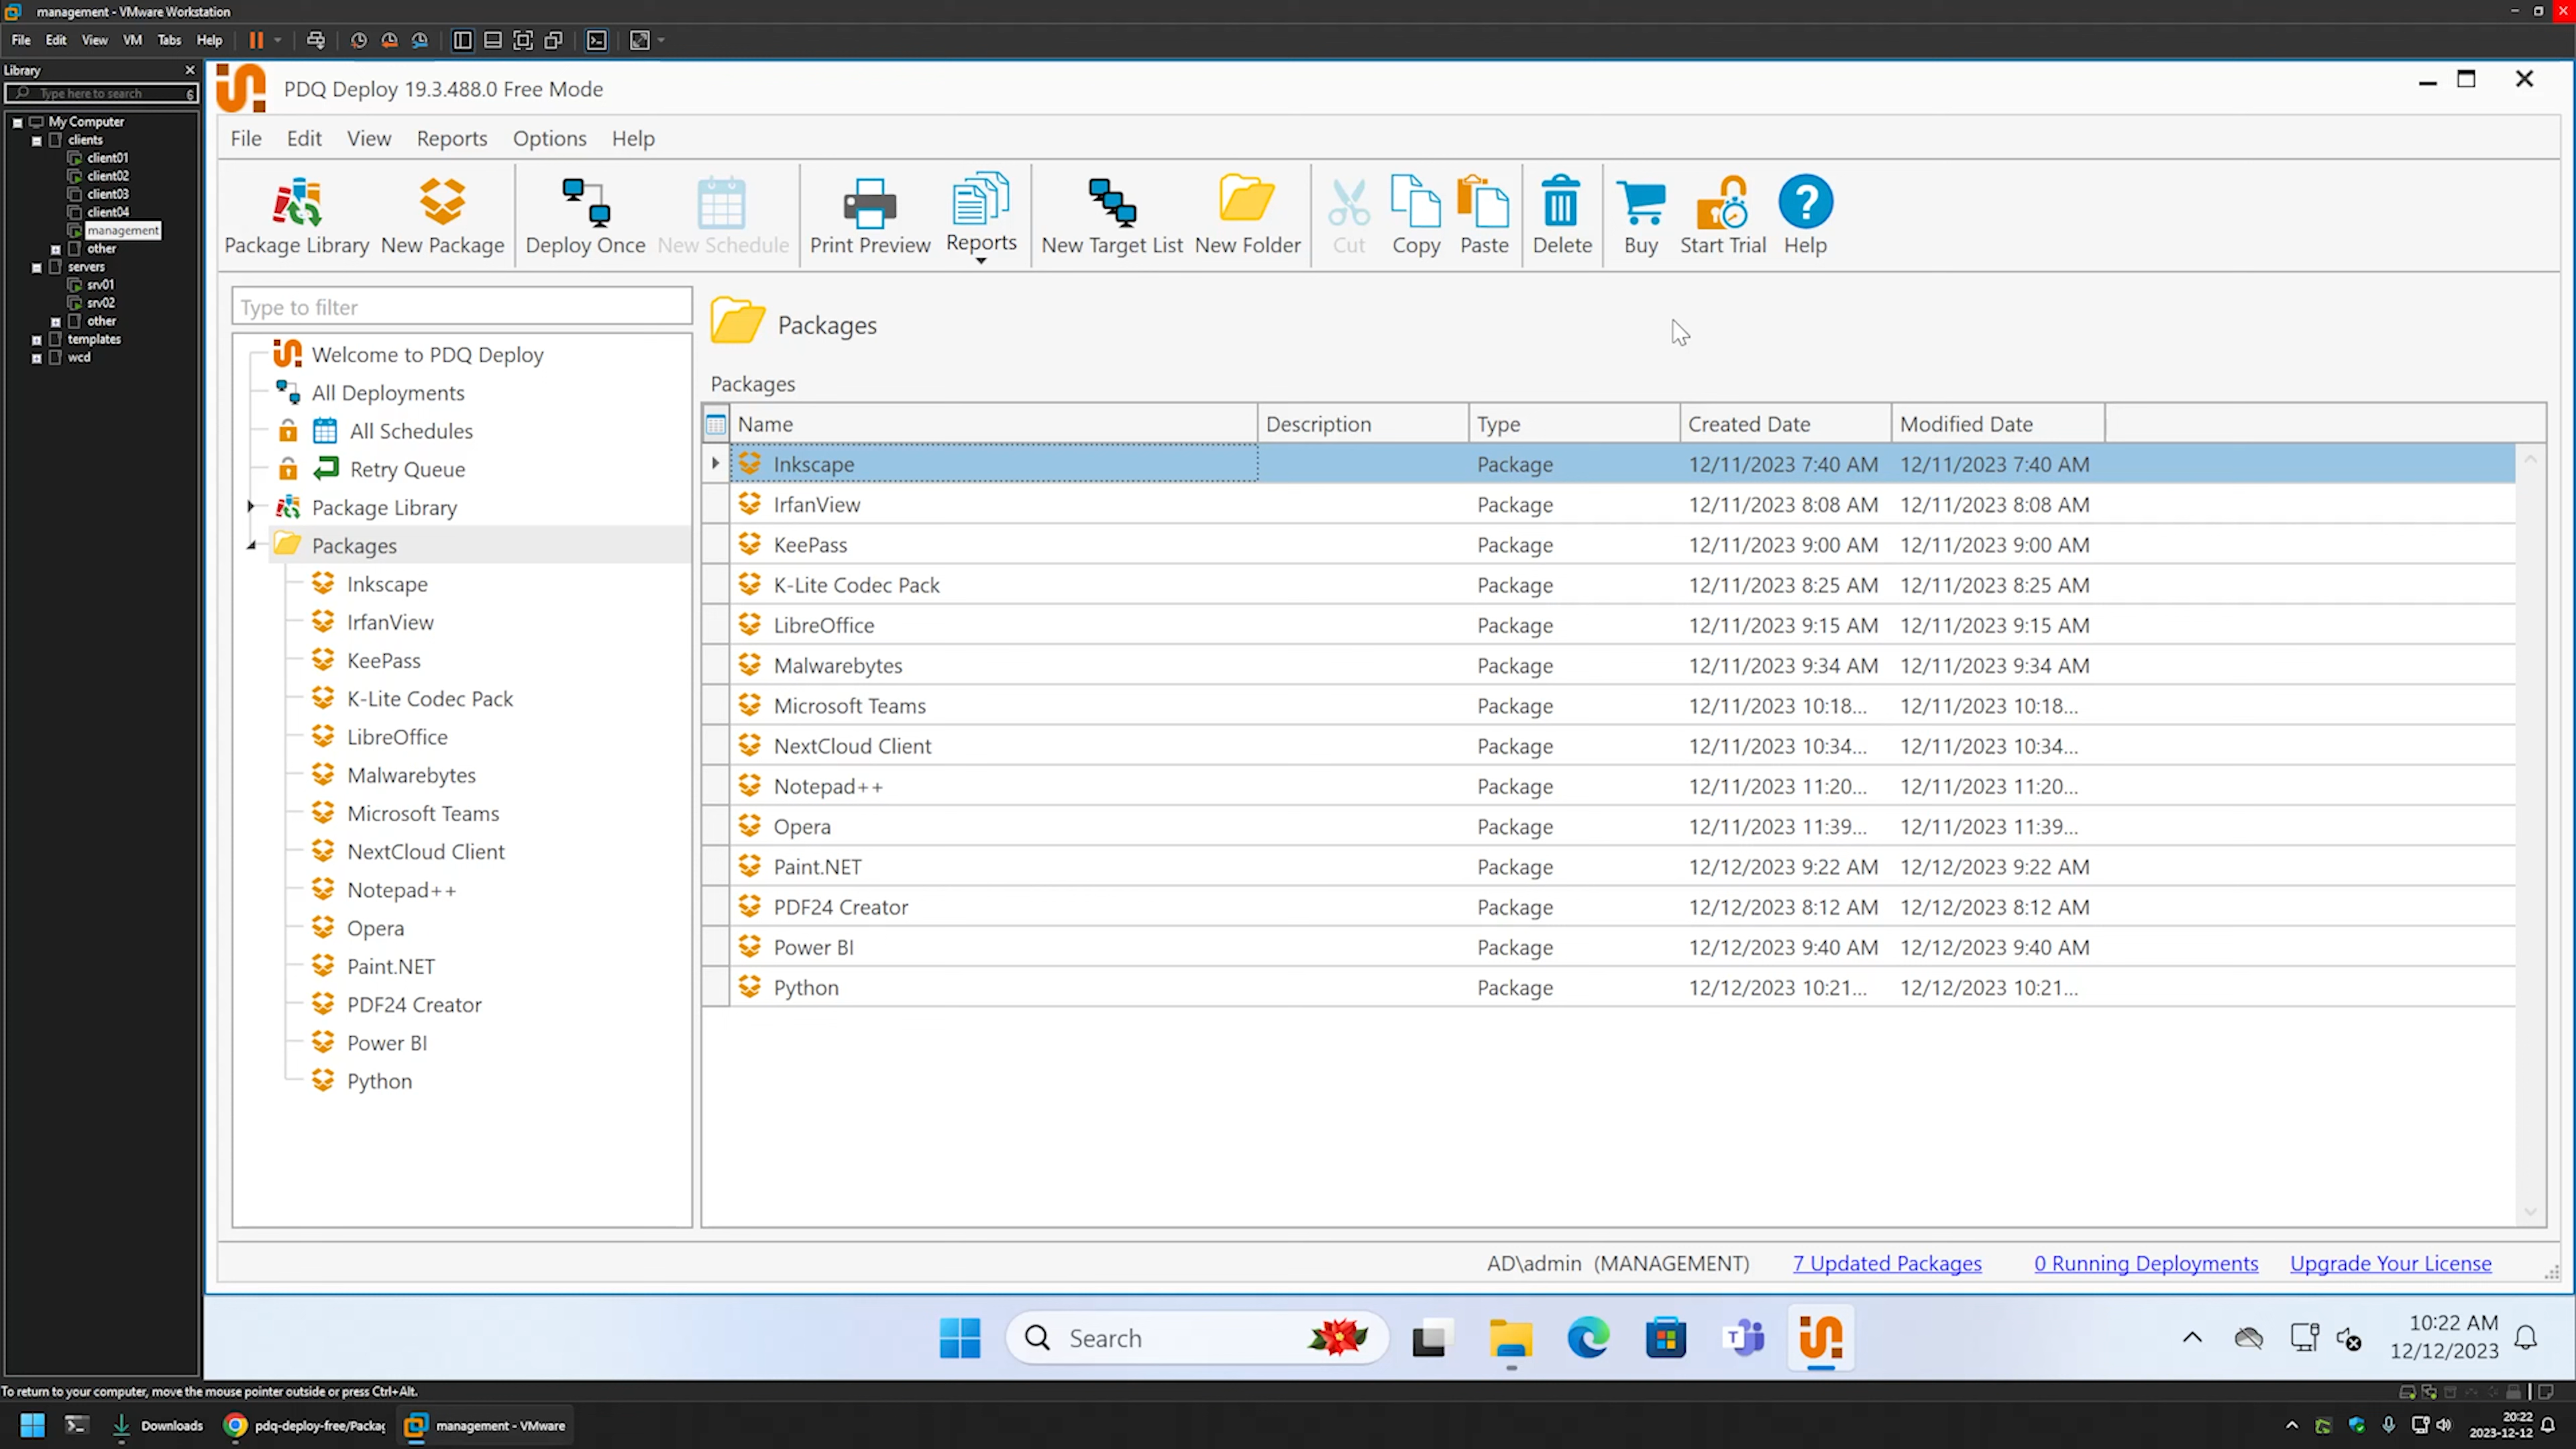 management - VMware Workstation
File Edit View VM Tabs Help
Library
Type here to search
My Computer
clients
client01
client02
client03
client04
management
other
servers
srv01
srv02
other
templates
wcd
PDQ Deploy 19.3.488.0 Free Mode
File Edit View Reports Options Help
Package Library New Package Deploy Once New Schedule Print Preview Reports New Target List New Folder Cut Copy Paste Delete Buy Start Trial Help
Type to filter
Welcome to PDQ Deploy
All Deployments
All Schedules
Retry Queue
Package Library
Packages
Inkscape
IrfanView
KeePass
K-Lite Codec Pack
LibreOffice
Malwarebytes
Microsoft Teams
NextCloud Client
Notepad++
Opera
Paint.NET
PDF24 Creator
Power BI
Python
Packages
Packages
Name Description Type Created Date Modified Date
Inkscape Package 12/11/2023 7:40 AM 12/11/2023 7:40 AM
IrfanView Package 12/11/2023 8:08 AM 12/11/2023 8:08 AM
KeePass Package 12/11/2023 9:00 AM 12/11/2023 9:00 AM
K-Lite Codec Pack Package 12/11/2023 8:25 AM 12/11/2023 8:25 AM
LibreOffice Package 12/11/2023 9:15 AM 12/11/2023 9:15 AM
Malwarebytes Package 12/11/2023 9:34 AM 12/11/2023 9:34 AM
Microsoft Teams Package 12/11/2023 10:18... 12/11/2023 10:18...
NextCloud Client Package 12/11/2023 10:34... 12/11/2023 10:34...
Notepad++ Package 12/11/2023 11:20... 12/11/2023 11:20...
Opera Package 12/11/2023 11:39... 12/11/2023 11:39...
Paint.NET Package 12/12/2023 9:22 AM 12/12/2023 9:22 AM
PDF24 Creator Package 12/12/2023 8:12 AM 12/12/2023 8:12 AM
Power BI Package 12/12/2023 9:40 AM 12/12/2023 9:40 AM
Python Package 12/12/2023 10:21... 12/12/2023 10:21...
AD\admin (MANAGEMENT) 7 Updated Packages 0 Running Deployments Upgrade Your License
Search
10:22 AM
12/12/2023
To return to your computer, move the mouse pointer outside or press Ctrl+Alt.
Downloads pdq-deploy-free/Packag management - VMware
20:22
2023-12-12